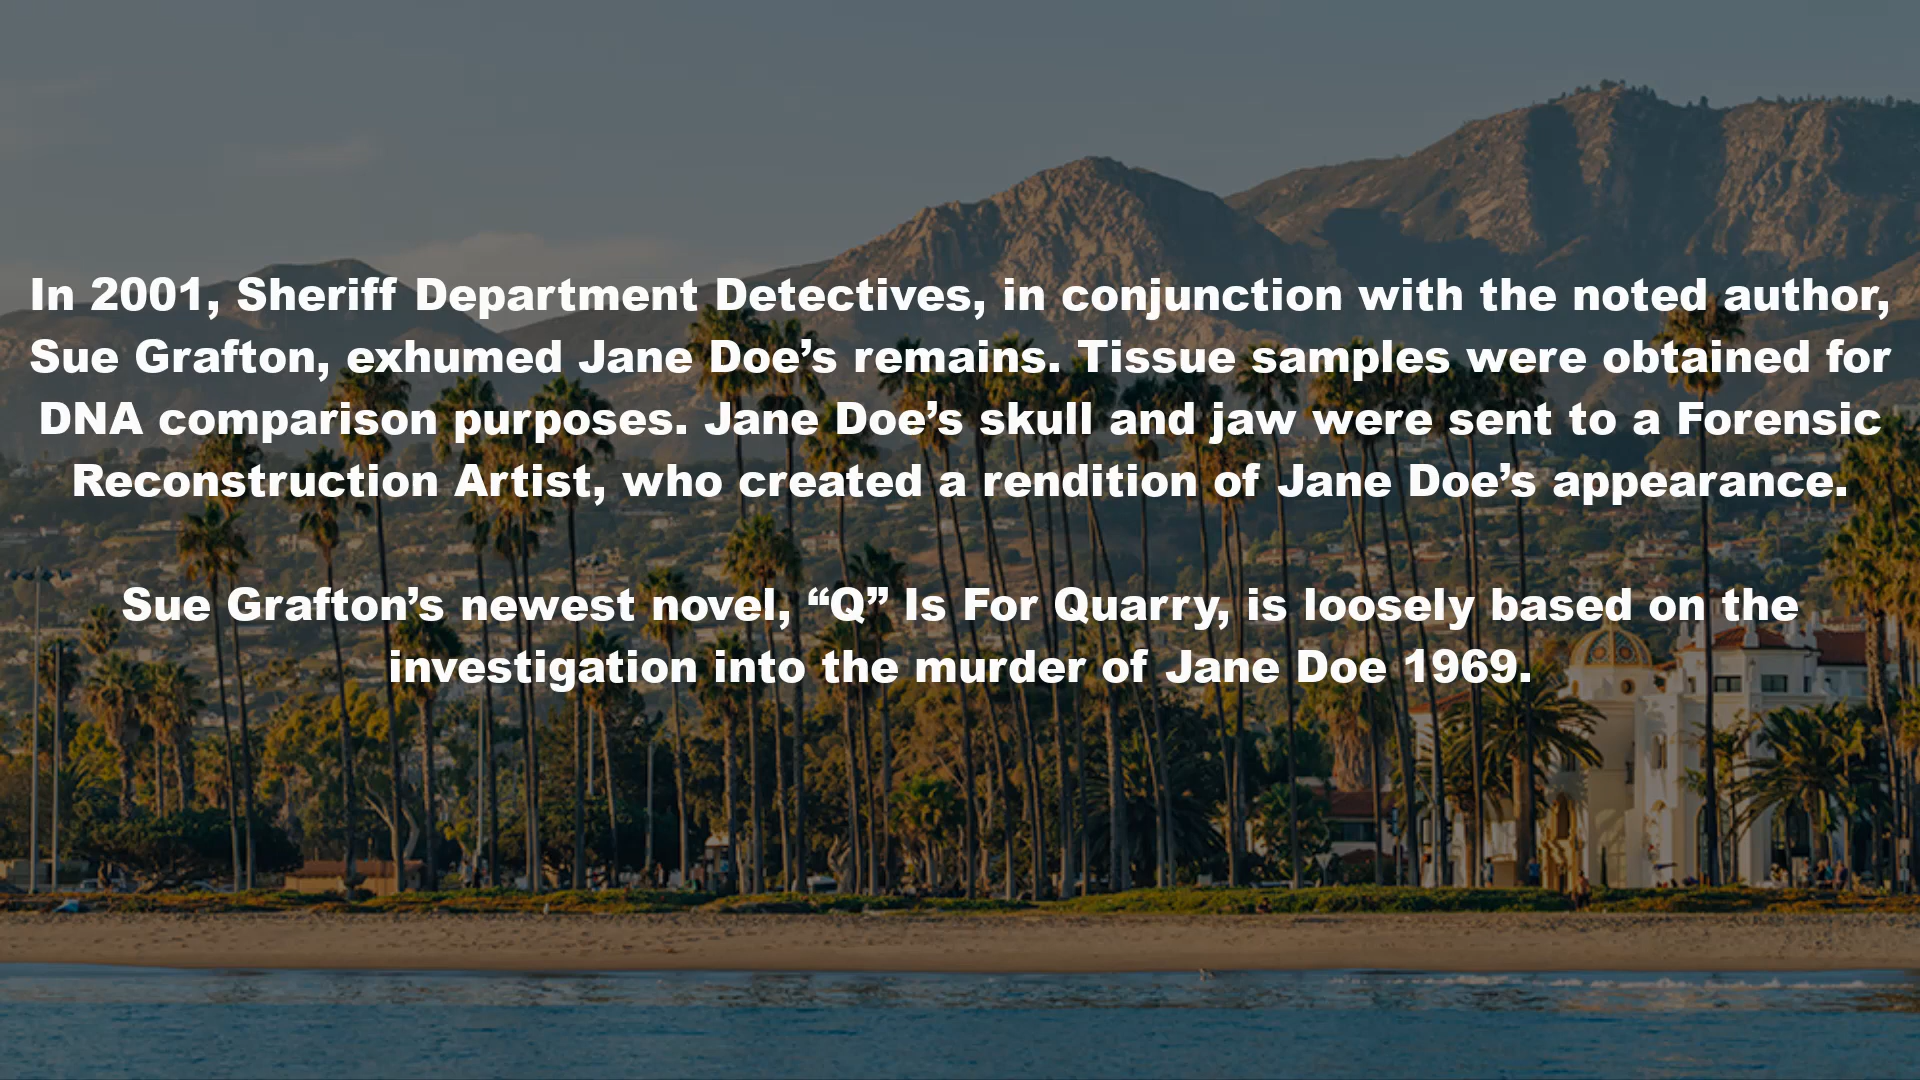 In 2001, Sheriff Department Detectives, in conjunction with the noted author,
Sue Grafton, exhumed Jane Doe’s remains. Tissue samples were obtained for
DNA comparison purposes. Jane Doe’s skull and jaw were sent to a Forensic
Reconstruction Artist, who created a rendition of Jane Doe’s appearance.
Sue Grafton’s newest novel, “Q” Is For Quarry, is loosely based on the
investigation into the murder of Jane Doe 1969.